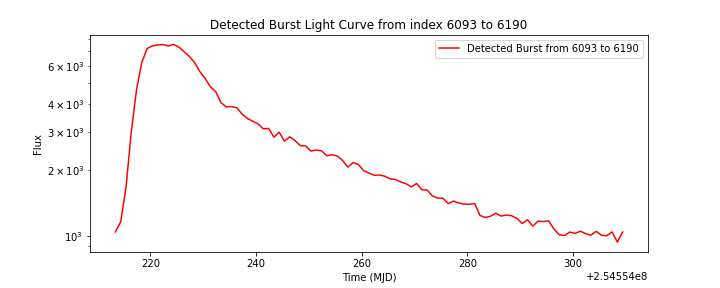 Detected Burst Light Curve from index 6093 to 6190
Detected Burst from 6093 to 6190
Flux
6 × 10³
4 × 10³
3 × 10³
2 × 10³
10³
220 240 260 280 300
Time (MJD)
+2.54554e8